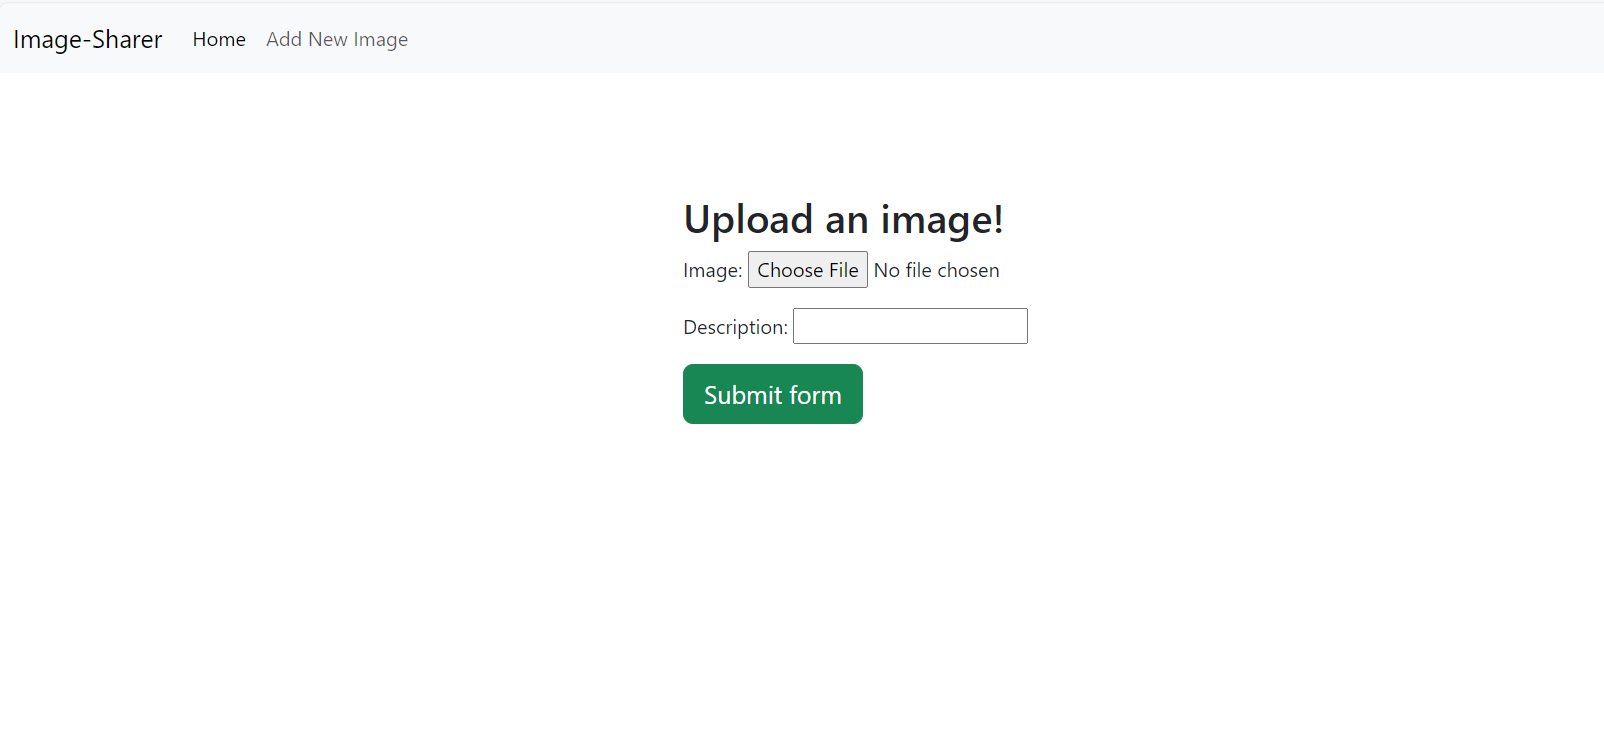 Image-Sharer Home Add New Image
Upload an image!
Image: Choose File No file chosen
Description:
Submit form